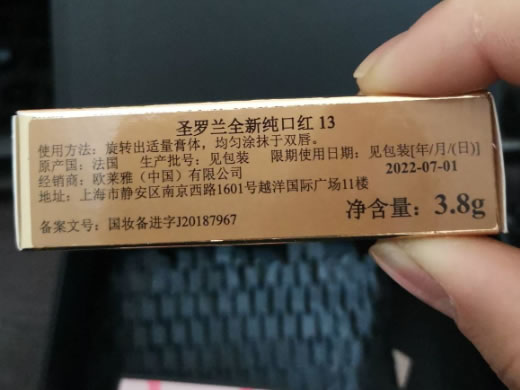 圣罗兰全新纯口红 13
使用方法：旋转出适量膏体，均匀涂抹于双唇。
原产国：法国 生产批号：见包装 限期使用日期：见包装[年/月/(日)]
经销商：欧莱雅（中国）有限公司 2022-07-01
地址：上海市静安区南京西路1601号越洋国际广场11楼
净含量：3.8g
备案文号：国妆备进字J20187967